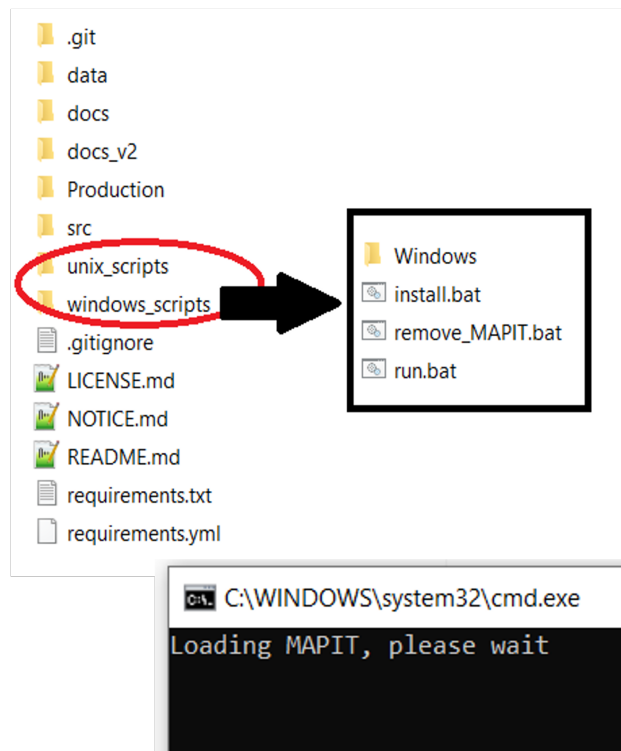 .git
data
docs
docs_v2
Production
src
unix_scripts
windows_scripts
.gitignore
LICENSE.md
NOTICE.md
README.md
requirements.txt
requirements.yml
Windows
install.bat
remove_MAPIT.bat
run.bat
C:\WINDOWS\system32\cmd.exe
Loading MAPIT, please wait